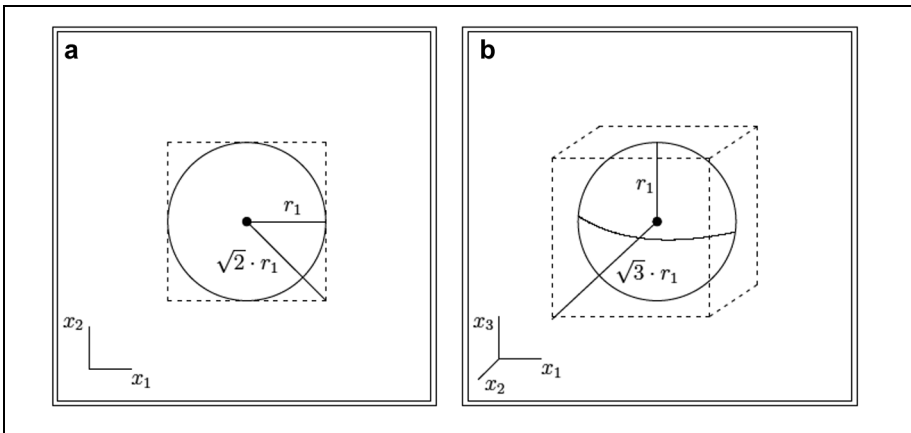 a
r₁
√2 · r₁
x₂
x₁
b
r₁
√3 · r₁
x₃
x₁
x₂